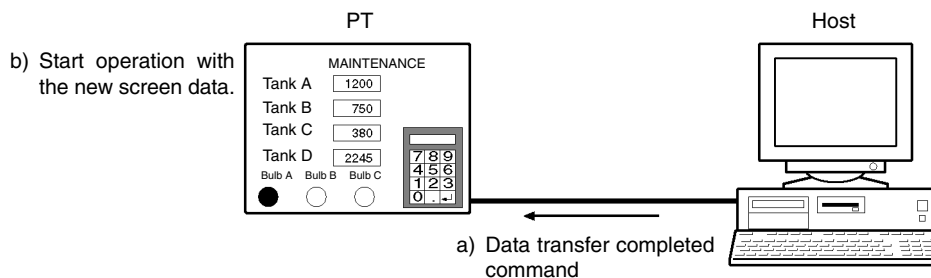 PT
Host
b) Start operation with
the new screen data.
MAINTENANCE
Tank A 1200
Tank B 750
Tank C 380
Tank D 2245
Bulb A Bulb B Bulb C
7 8 9
4 5 6
1 2 3
0 . ↵
a) Data transfer completed
command